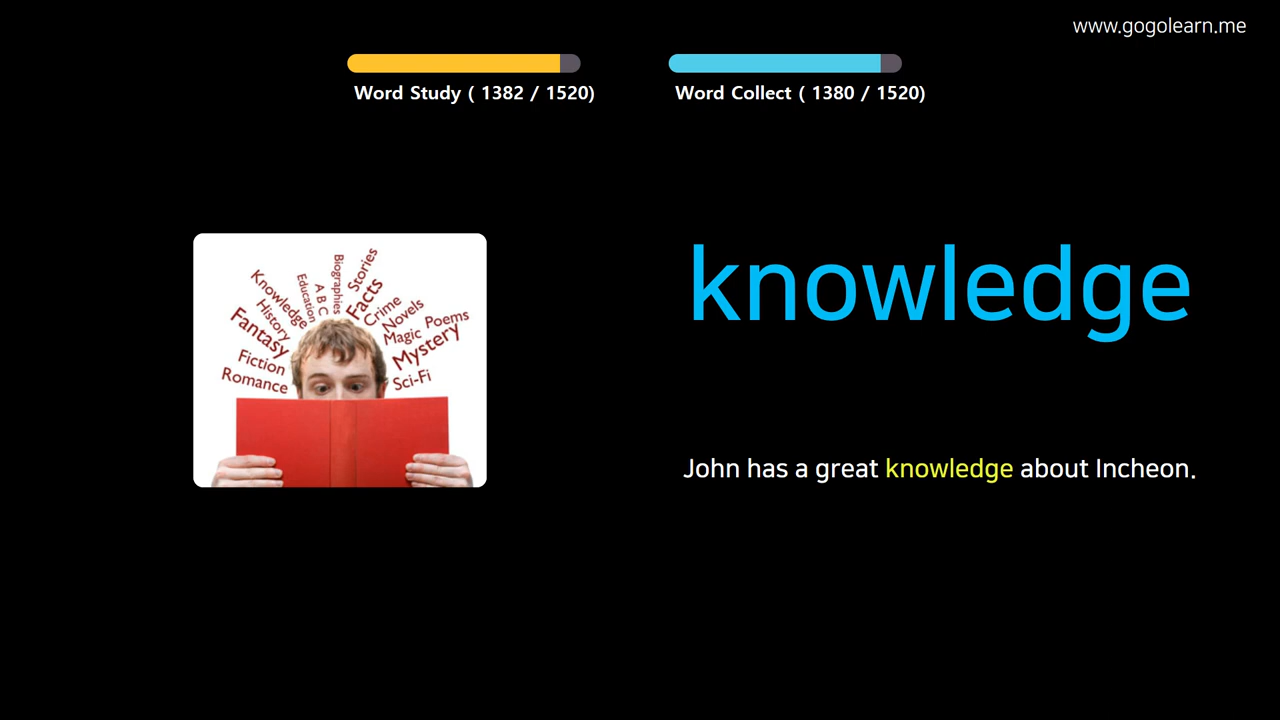 www.gogolearn.me
Word Study ( 1382 / 1520)
Word Collect ( 1380 / 1520)
knowledge
Knowledge
History
Fantasy
Fiction
Romance
Education
A B C
Biographies
Stories
Facts
Crime
Novels
Magic
Poems
Mystery
Sci-Fi
John has a great knowledge about Incheon.